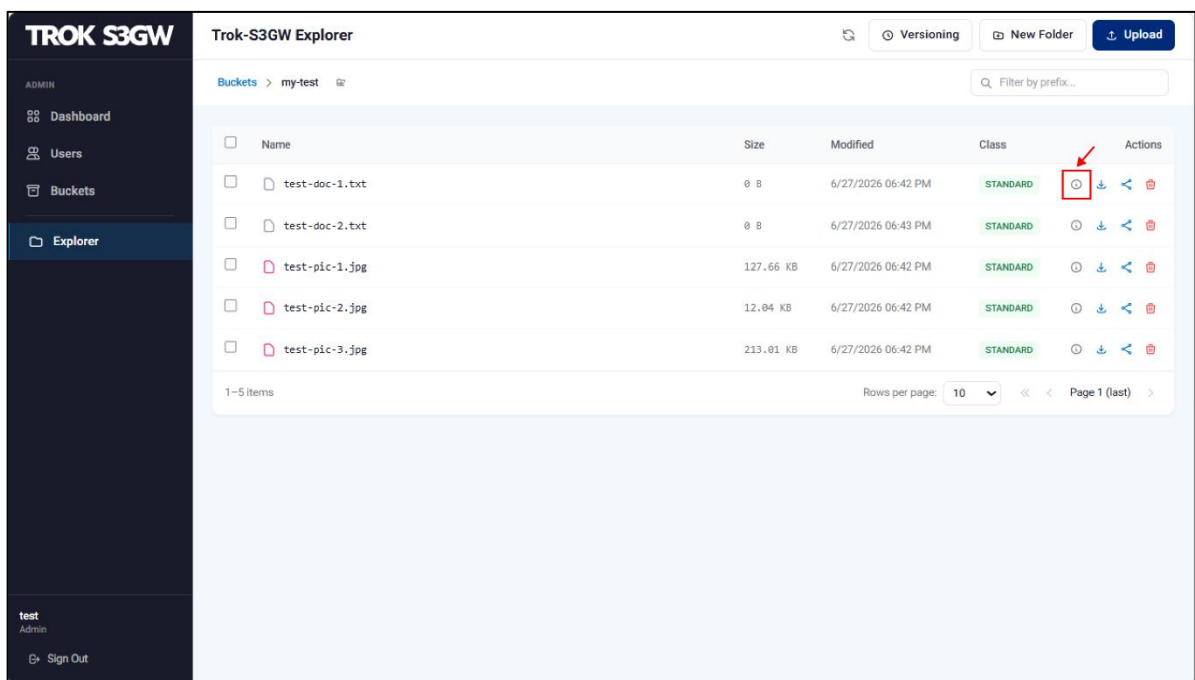 TROK S3GW
Trok-S3GW Explorer
Versioning
New Folder
Upload
ADMIN
Buckets > my-test
Filter by prefix...
Dashboard
Users
Buckets
Explorer
Name Size Modified Class Actions
test-doc-1.txt 0 B 6/27/2026 06:42 PM STANDARD
test-doc-2.txt 0 B 6/27/2026 06:43 PM STANDARD
test-pic-1.jpg 127.66 KB 6/27/2026 06:42 PM STANDARD
test-pic-2.jpg 12.04 KB 6/27/2026 06:42 PM STANDARD
test-pic-3.jpg 213.01 KB 6/27/2026 06:42 PM STANDARD
1–5 items Rows per page: 10 « < Page 1 (last) >
test
Admin
Sign Out